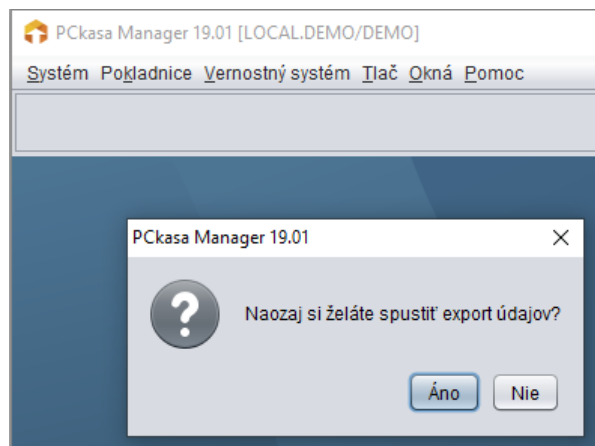 PCkasa Manager 19.01 [LOCAL.DEMO/DEMO]
Systém Pokladnice Vernostný systém Tlač Okná Pomoc
PCkasa Manager 19.01
Naozaj si želáte spustiť export údajov?
Áno Nie